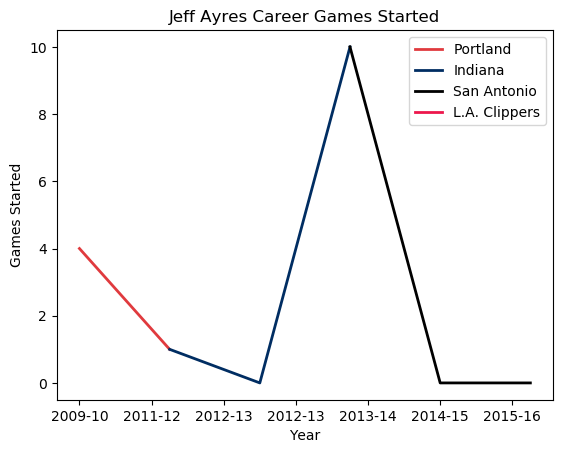 Jeff Ayres Career Games Started
Portland
Indiana
San Antonio
L.A. Clippers
10
8
6
4
2
0
Games Started
2009-10 2011-12 2012-13 2012-13 2013-14 2014-15 2015-16
Year